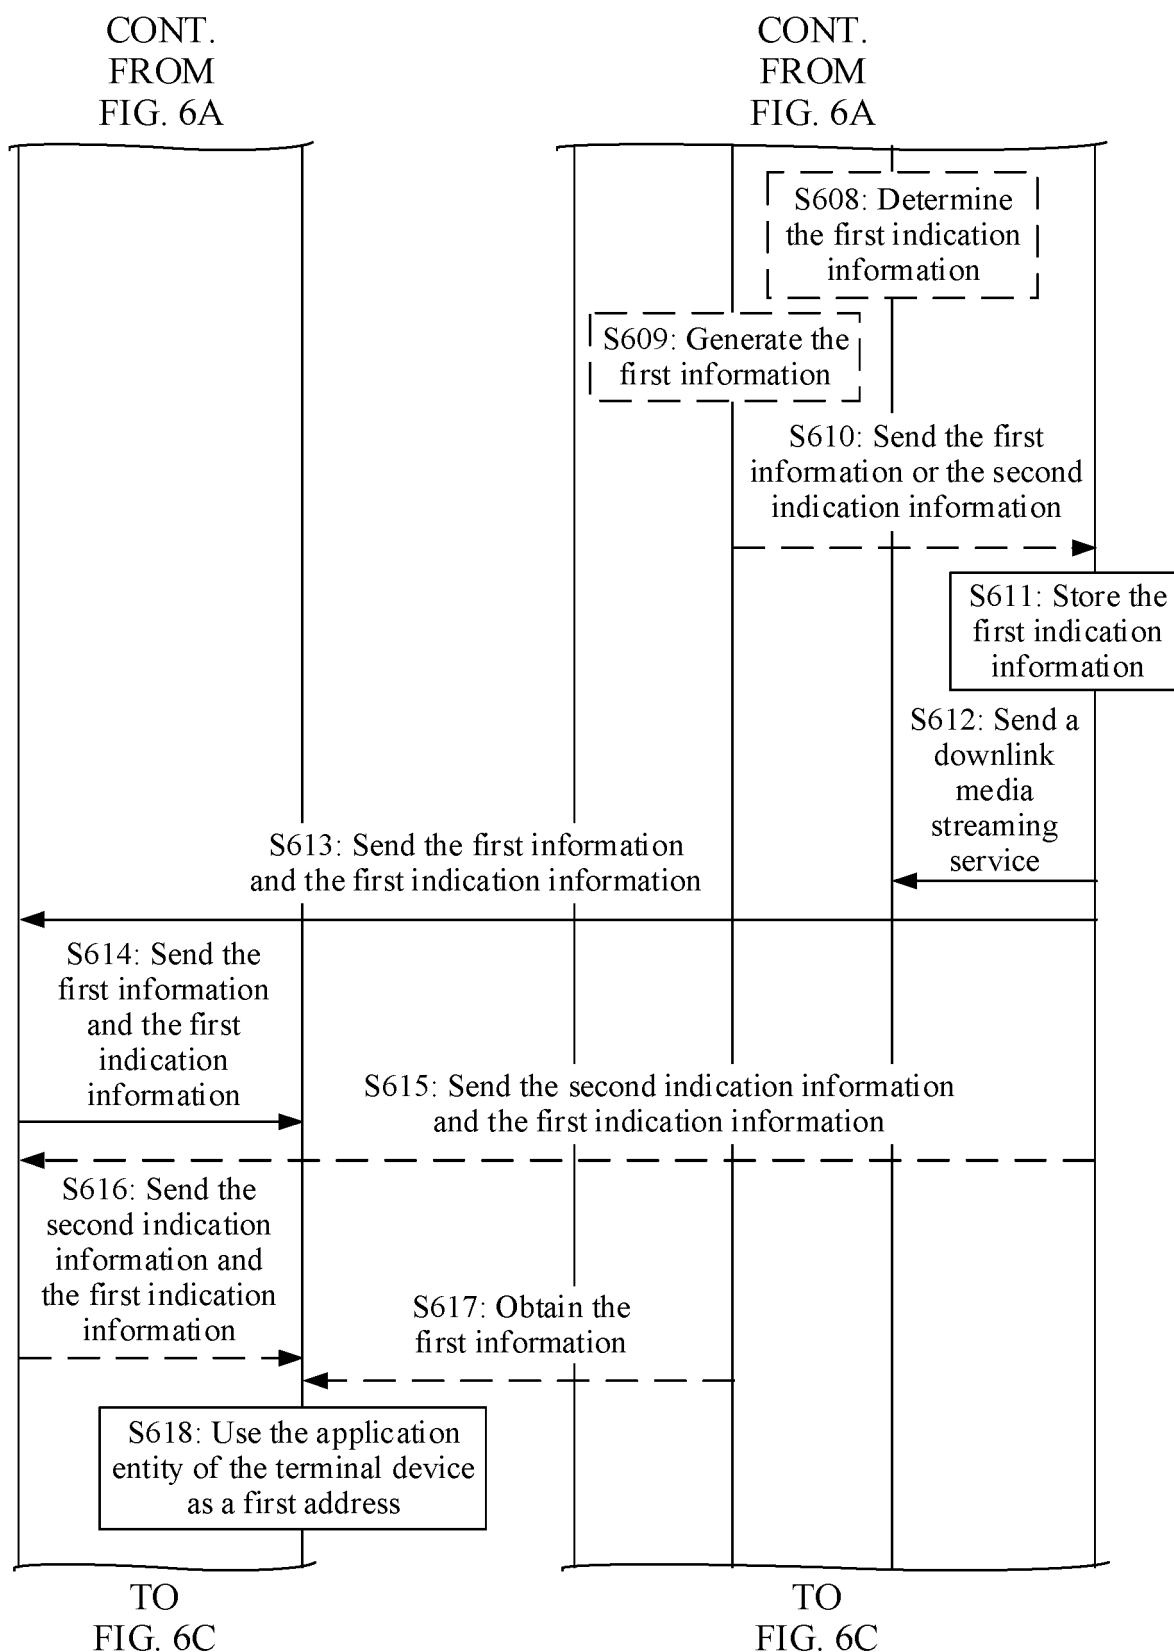 CONT.
FROM
FIG. 6A
CONT.
FROM
FIG. 6A
S608: Determine
the first indication
information
S609: Generate the
first information
S610: Send the first
information or the second
indication information
S611: Store the
first indication
information
S612: Send a
downlink
media
streaming
service
S613: Send the first information
and the first indication information
S614: Send the
first information
and the first
indication
information
S615: Send the second indication information
and the first indication information
S616: Send the
second indication
information and
the first indication
information
S617: Obtain the
first information
S618: Use the application
entity of the terminal device
as a first address
TO
FIG. 6C
TO
FIG. 6C